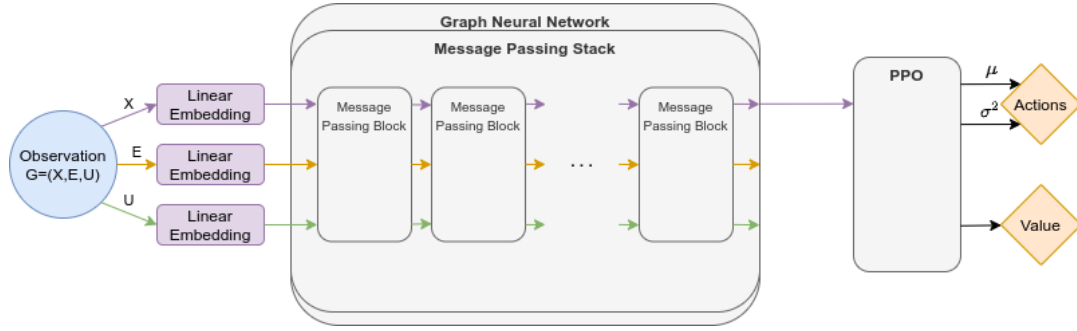 Graph Neural Network
Message Passing Stack
X
Linear
Embedding
E
Linear
Embedding
U
Linear
Embedding
Observation
G=(X,E,U)
Message
Passing Block
Message
Passing Block
. . .
Message
Passing Block
PPO
μ
σ²
Actions
Value